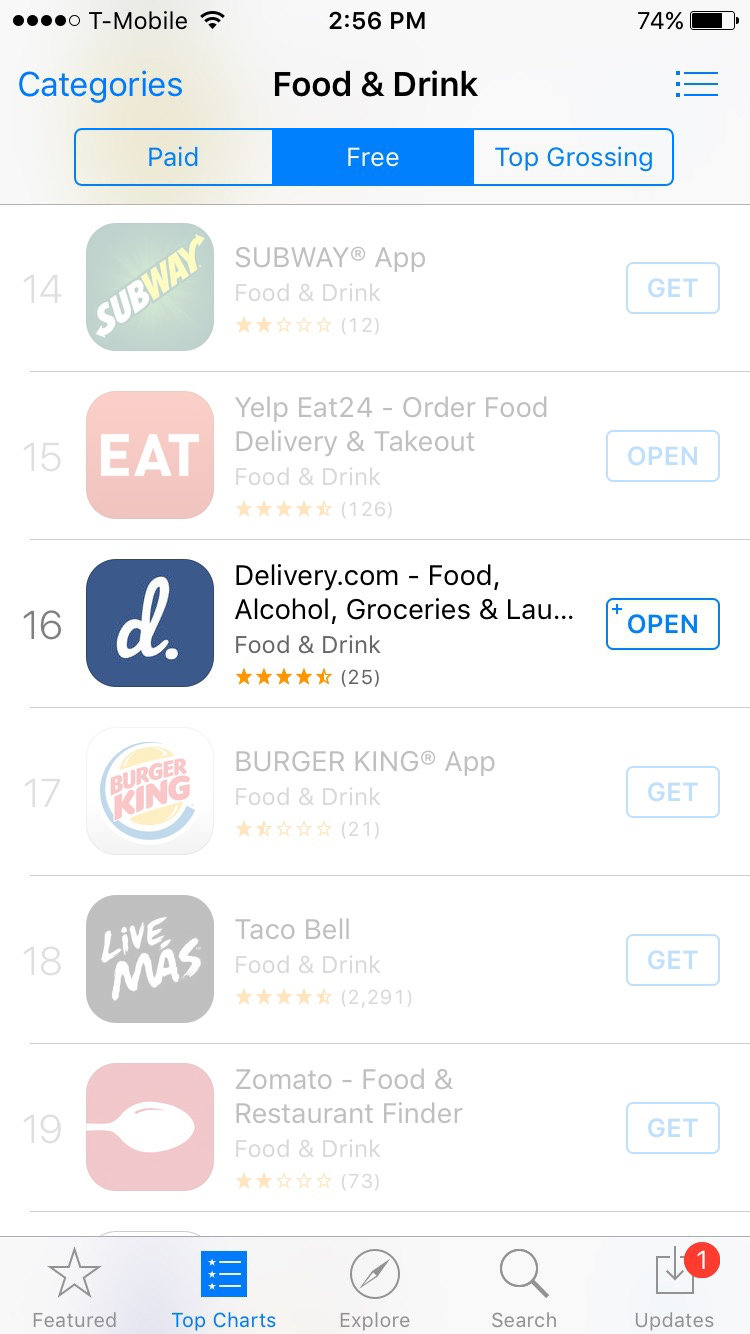 T-Mobile 2:56 PM 74%
Categories Food & Drink
Paid Free Top Grossing
14 SUBWAY SUBWAY® App
Food & Drink
(12)
GET
15 EAT Yelp Eat24 - Order Food
Delivery & Takeout
Food & Drink
(126)
OPEN
16 d. Delivery.com - Food,
Alcohol, Groceries & Lau...
Food & Drink
(25)
+ OPEN
17 BURGER KING BURGER KING® App
Food & Drink
(21)
GET
18 LIVE MÁS Taco Bell
Food & Drink
(2,291)
GET
19 Zomato - Food &
Restaurant Finder
Food & Drink
(73)
GET
1
Featured Top Charts Explore Search Updates